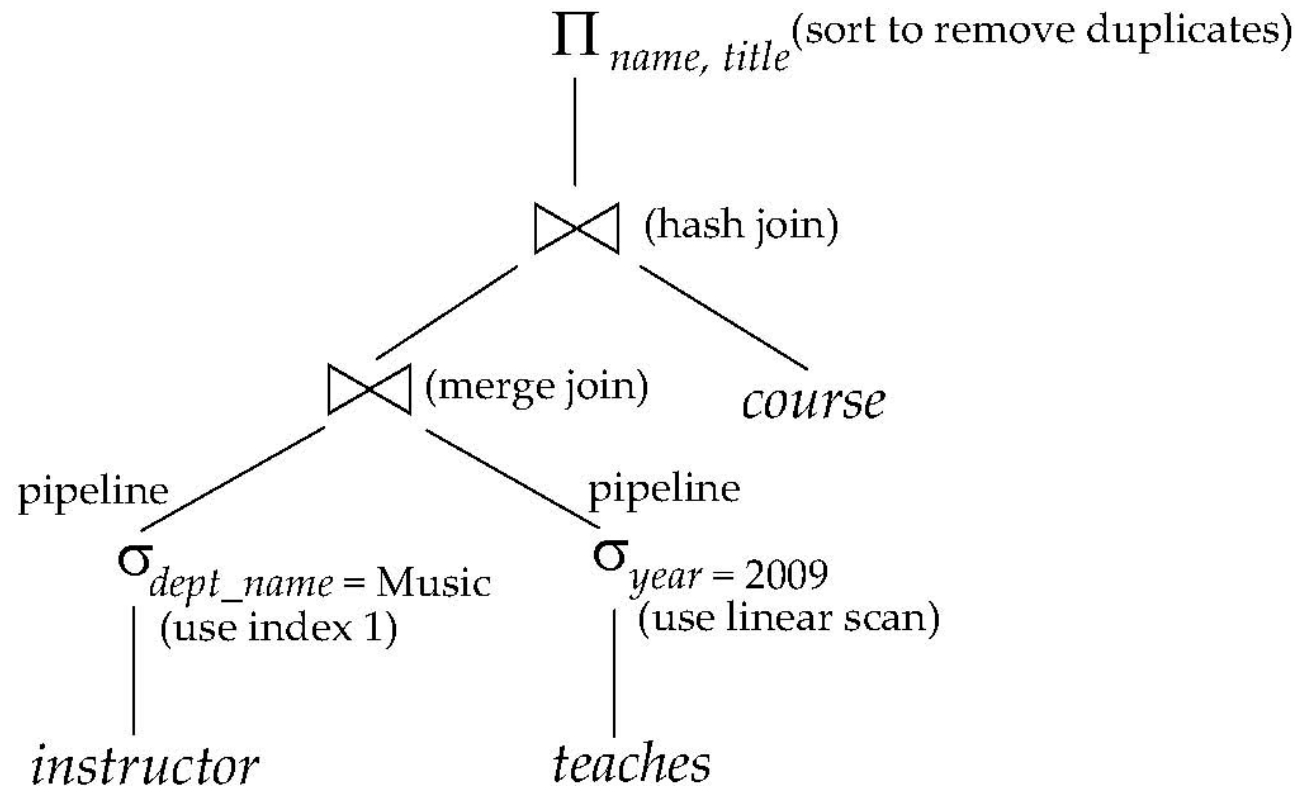 Π name, title (sort to remove duplicates)
⋈ (hash join)
⋈ (merge join)
course
pipeline
pipeline
σ dept_name = Music
(use index 1)
σ year = 2009
(use linear scan)
instructor
teaches